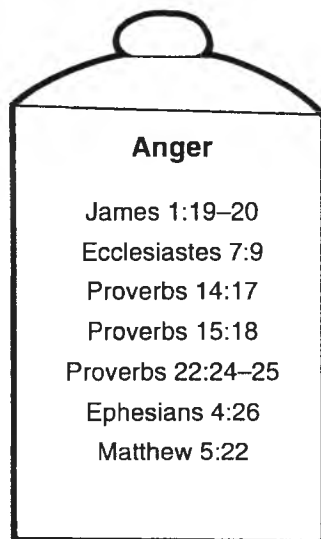 Anger
James 1:19–20
Ecclesiastes 7:9
Proverbs 14:17
Proverbs 15:18
Proverbs 22:24–25
Ephesians 4:26
Matthew 5:22